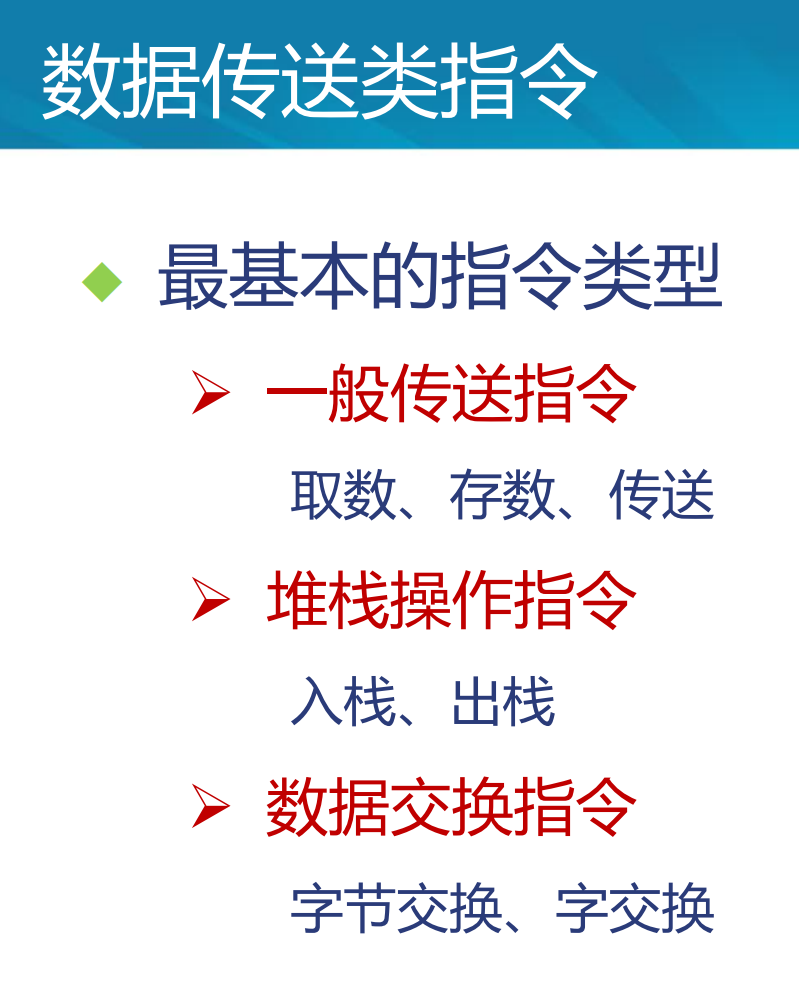 数据传送类指令
最基本的指令类型
一般传送指令
取数、存数、传送
堆栈操作指令
入栈、出栈
数据交换指令
字节交换、字交换